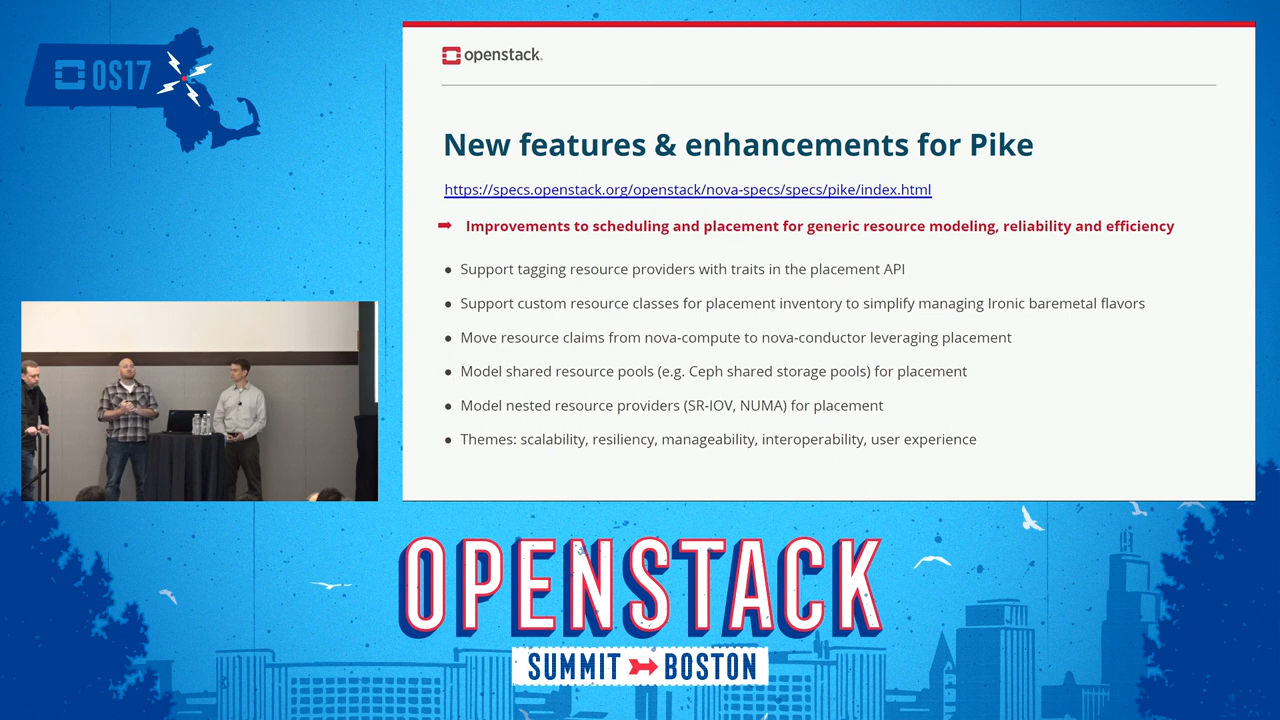 OS17
openstack.
New features & enhancements for Pike
https://specs.openstack.org/openstack/nova-specs/specs/pike/index.html
➡ Improvements to scheduling and placement for generic resource modeling, reliability and efficiency
● Support tagging resource providers with traits in the placement API
● Support custom resource classes for placement inventory to simplify managing Ironic baremetal flavors
● Move resource claims from nova-compute to nova-conductor leveraging placement
● Model shared resource pools (e.g. Ceph shared storage pools) for placement
● Model nested resource providers (SR-IOV, NUMA) for placement
● Themes: scalability, resiliency, manageability, interoperability, user experience
OPENSTACK
SUMMIT BOSTON